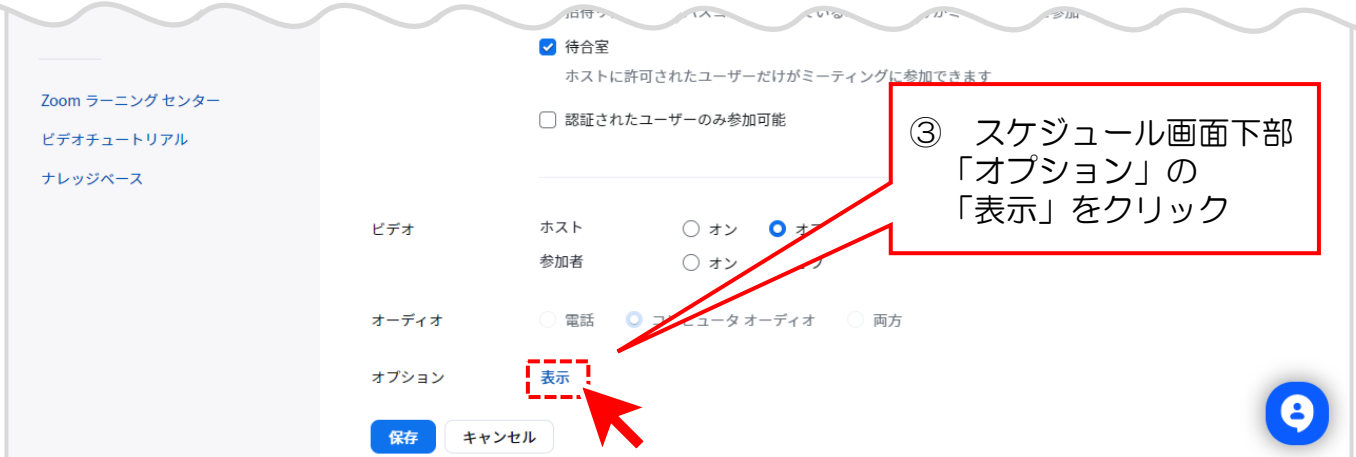 待合室
ホストに許可されたユーザーだけがミーティングに参加できます
Zoom ラーニング センター
認証されたユーザーのみ参加可能
ビデオチュートリアル
ナレッジベース
③ スケジュール画面下部
「オプション」の
「表示」をクリック
ビデオ ホスト オン
参加者 オン
オーディオ 電話 コンピュータ オーディオ 両方
オプション 表示
保存 キャンセル